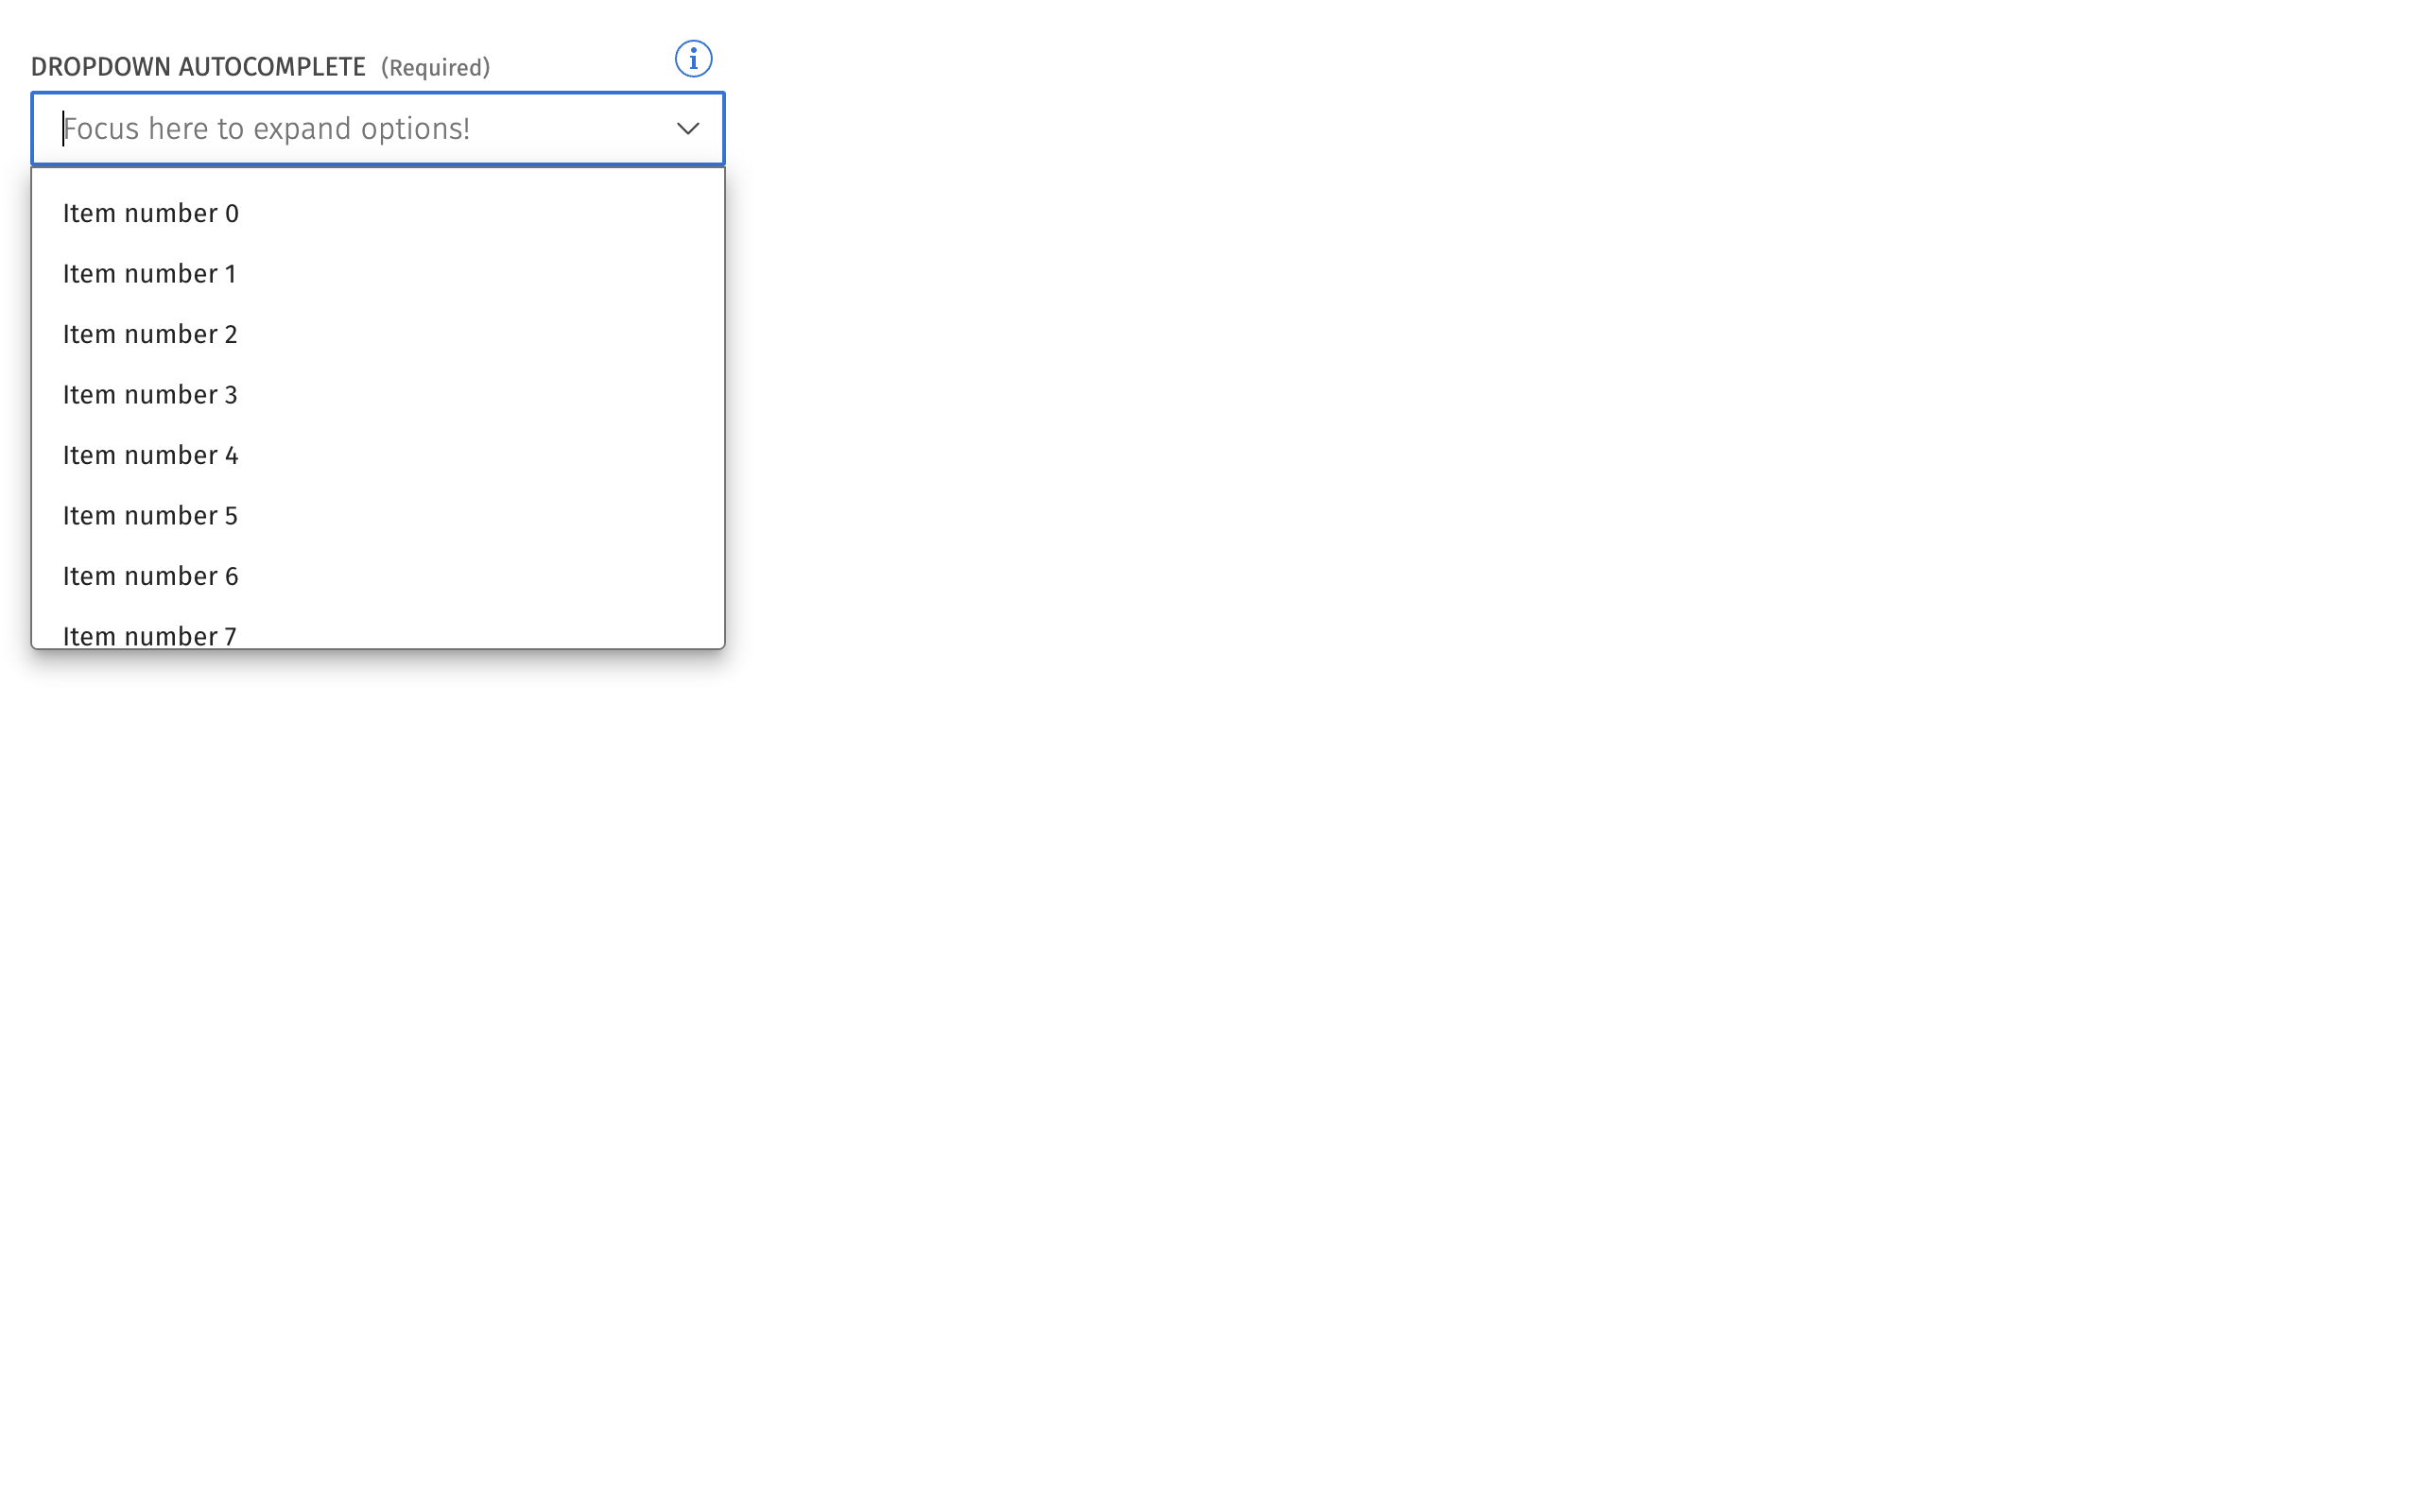 DROPDOWN AUTOCOMPLETE (Required)
Focus here to expand options!
Item number 0
Item number 1
Item number 2
Item number 3
Item number 4
Item number 5
Item number 6
Item number 7